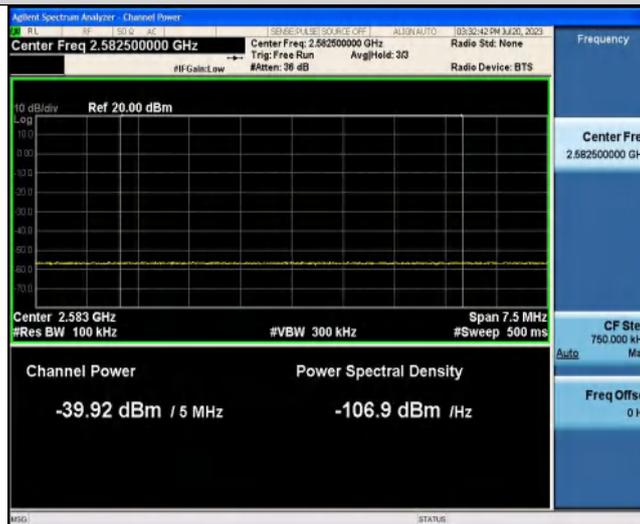 Agilent Spectrum Analyzer - Channel Power
RL RF 50 Ω AC SENSE:PULSE SOURCE OFF ALIGN AUTO 03:32:42 PM Jul 20, 2023
Center Freq 2.582500000 GHz
Center Freq: 2.582500000 GHz
Radio Std: None
Trig: Free Run Avg|Hold: 3/3
#IFGain:Low
#Atten: 36 dB
Radio Device: BTS
10 dB/div Ref 20.00 dBm
Log
10.0
0.00
-10.0
-20.0
-30.0
-40.0
-50.0
-60.0
-70.0
Center 2.583 GHz
Span 7.5 MHz
#Res BW 100 kHz
#VBW 300 kHz
#Sweep 500 ms
Channel Power
Power Spectral Density
-39.92 dBm / 5 MHz
-106.9 dBm /Hz
MSG
STATUS
Frequency
Center Fre
2.582500000 GH
CF Ste
750.000 kH
Auto Ma
Freq Offs
0 H